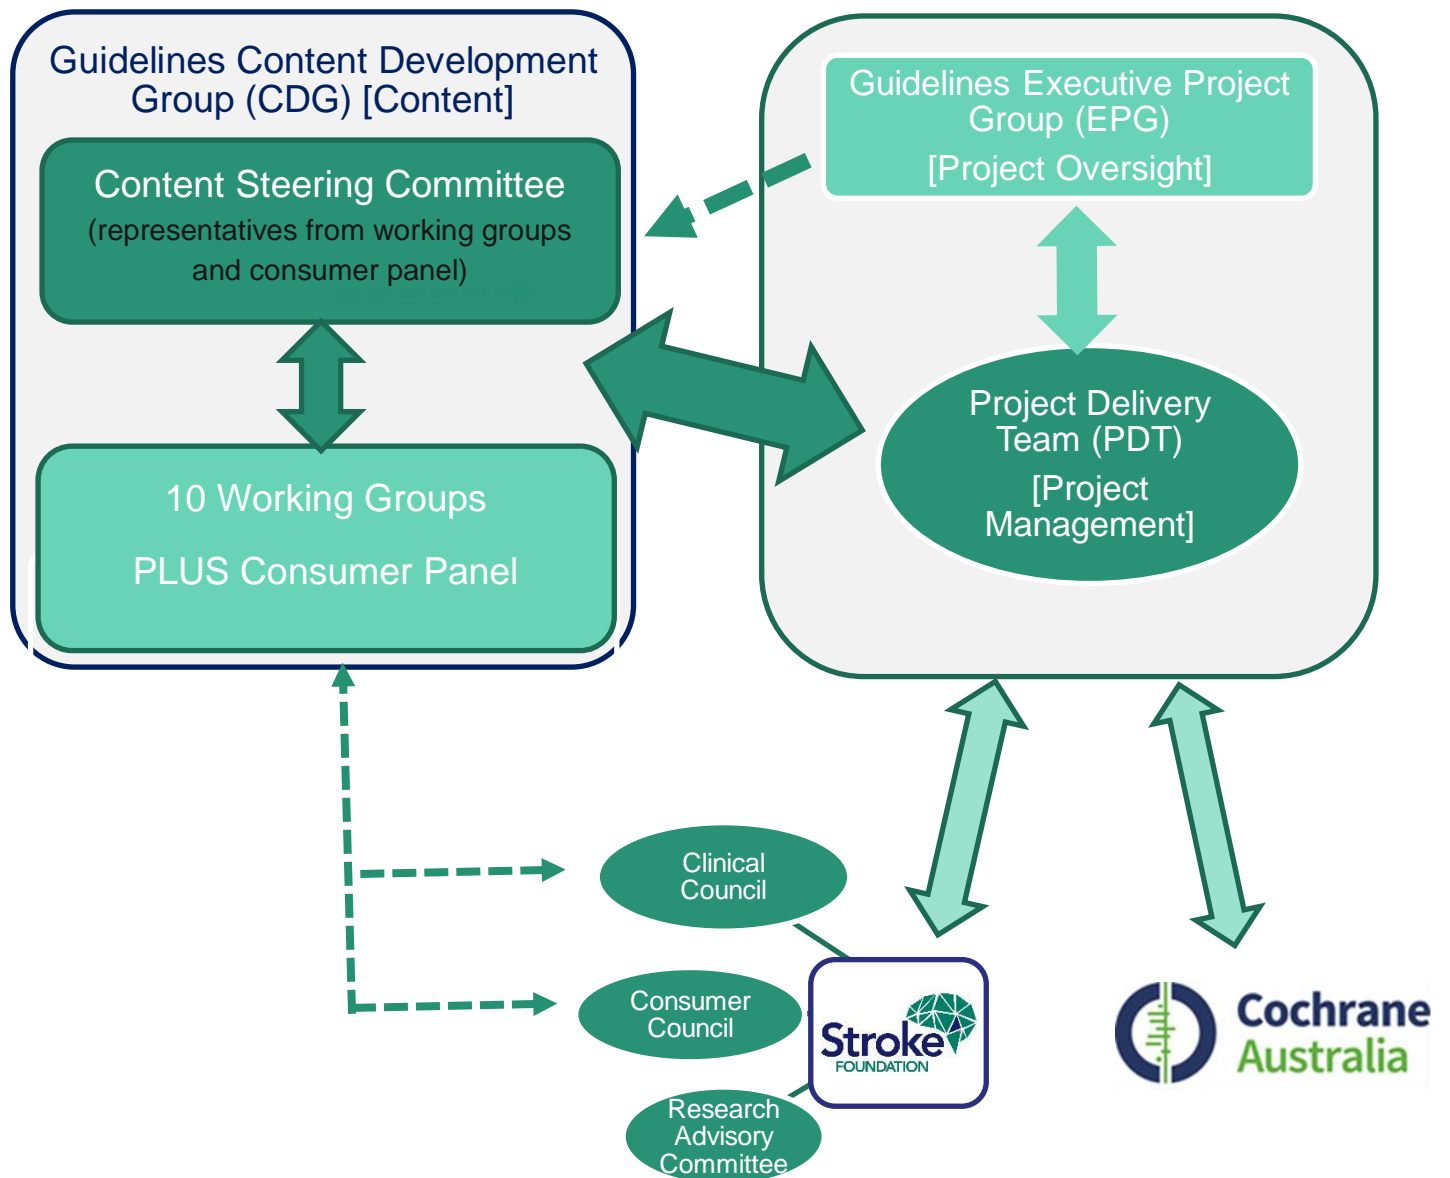 Guidelines Content Development
Group (CDG) [Content]
Content Steering Committee
(representatives from working groups
and consumer panel)
10 Working Groups
PLUS Consumer Panel
Guidelines Executive Project
Group (EPG)
[Project Oversight]
Project Delivery
Team (PDT)
[Project
Management]
Clinical
Council
Consumer
Council
Research
Advisory
Committee
Stroke
FOUNDATION
Cochrane
Australia